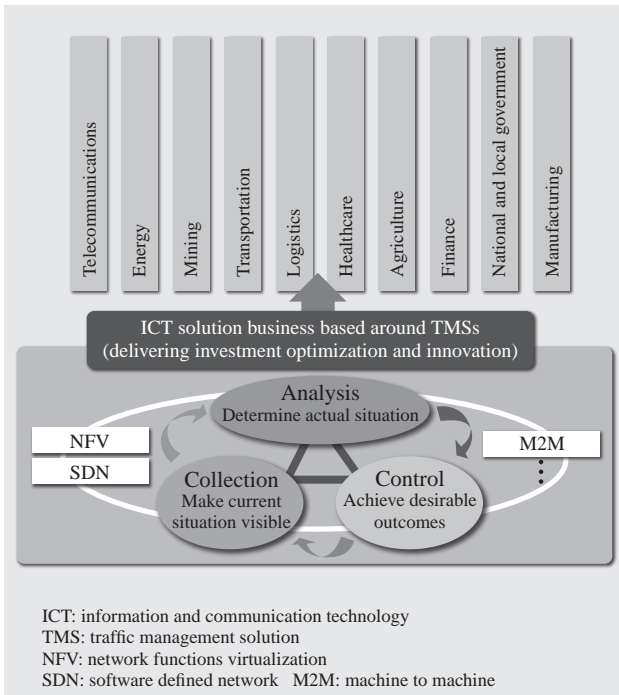 Telecommunications
Energy
Mining
Transportation
Logistics
Healthcare
Agriculture
Finance
National and local government
Manufacturing
ICT solution business based around TMSs
(delivering investment optimization and innovation)
Analysis
Determine actual situation
NFV
SDN
M2M
Collection
Make current
situation visible
Control
Achieve desirable
outcomes
ICT: information and communication technology
TMS: traffic management solution
NFV: network functions virtualization
SDN: software defined network M2M: machine to machine